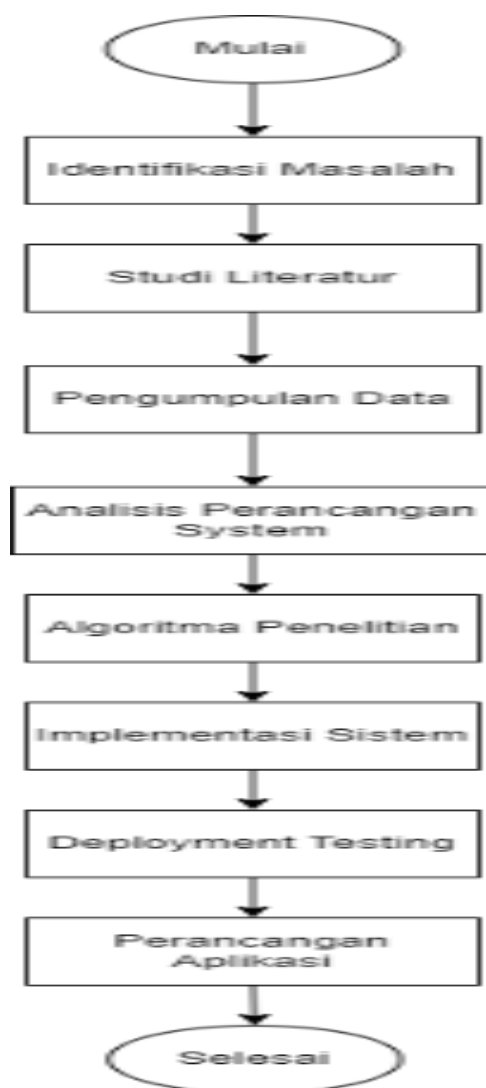 Mulai
Identifikasi Masalah
Studi Literatur
Pengumpulan Data
Analisis Perancangan
System
Algoritma Penelitian
Implementasi Sistem
Deployment Testing
Perancangan
Aplikasi
Selesai